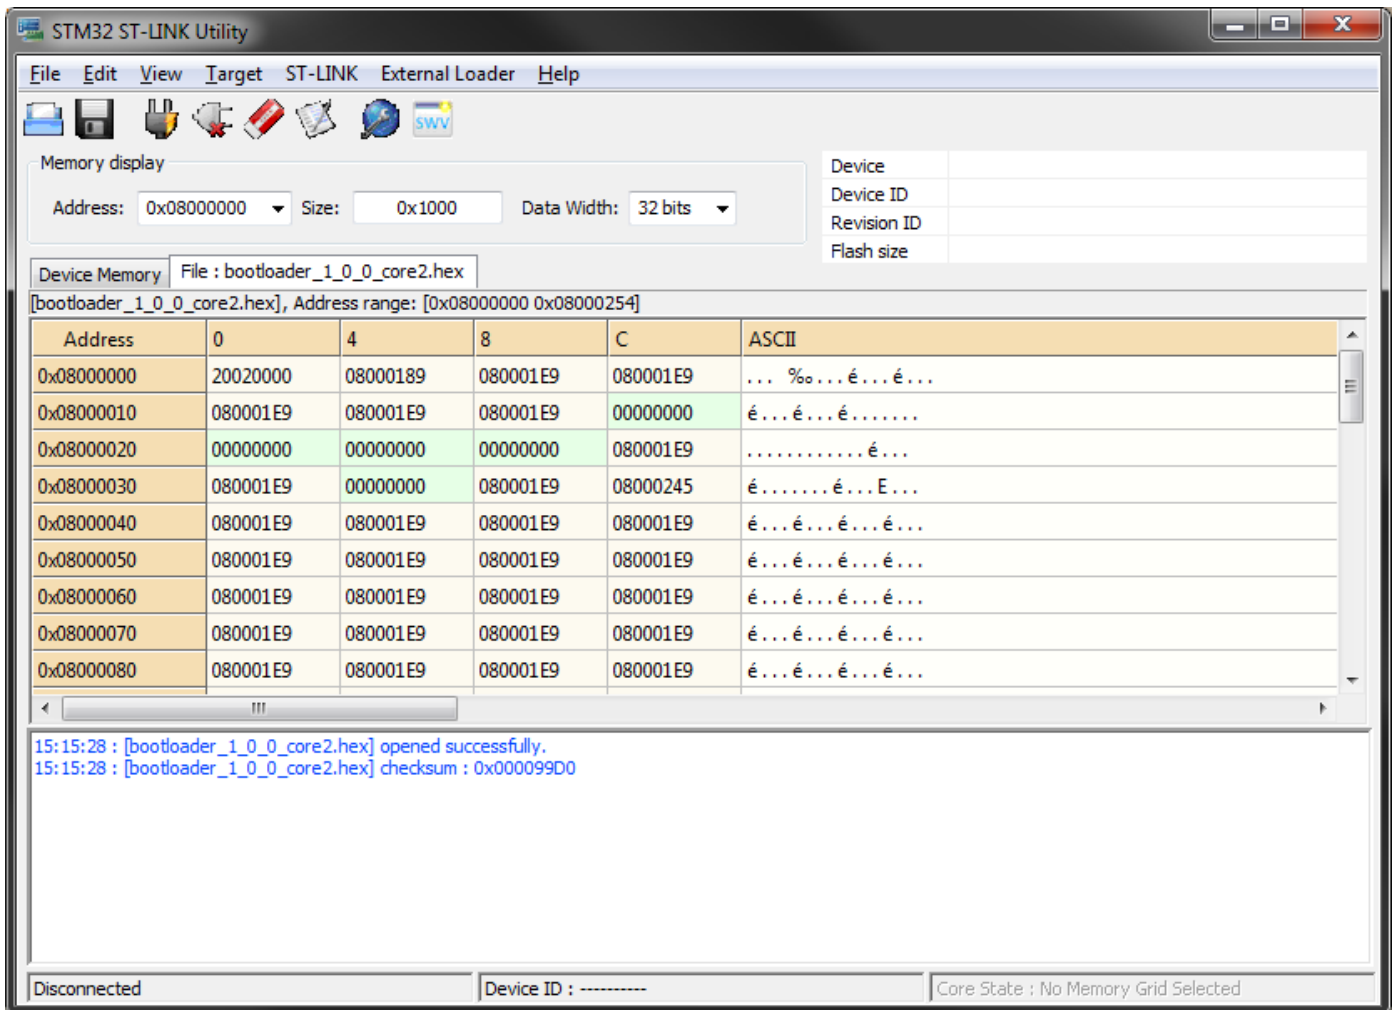 STM32 ST-LINK Utility
File Edit View Target ST-LINK External Loader Help
SWV
Memory display
Address: 0x08000000 Size: 0x1000 Data Width: 32 bits
Device
Device ID
Revision ID
Flash size
Device Memory File : bootloader_1_0_0_core2.hex
[bootloader_1_0_0_core2.hex], Address range: [0x08000000 0x08000254]
Address 0 4 8 C ASCII
0x08000000 20020000 08000189 080001E9 080001E9 ... ‰...é...é...
0x08000010 080001E9 080001E9 080001E9 00000000 é...é...é.......
0x08000020 00000000 00000000 00000000 080001E9 ............é...
0x08000030 080001E9 00000000 080001E9 08000245 é.......é...E...
0x08000040 080001E9 080001E9 080001E9 080001E9 é...é...é...é...
0x08000050 080001E9 080001E9 080001E9 080001E9 é...é...é...é...
0x08000060 080001E9 080001E9 080001E9 080001E9 é...é...é...é...
0x08000070 080001E9 080001E9 080001E9 080001E9 é...é...é...é...
0x08000080 080001E9 080001E9 080001E9 080001E9 é...é...é...é...
15:15:28 : [bootloader_1_0_0_core2.hex] opened successfully.
15:15:28 : [bootloader_1_0_0_core2.hex] checksum : 0x000099D0
Disconnected Device ID : ---------- Core State : No Memory Grid Selected